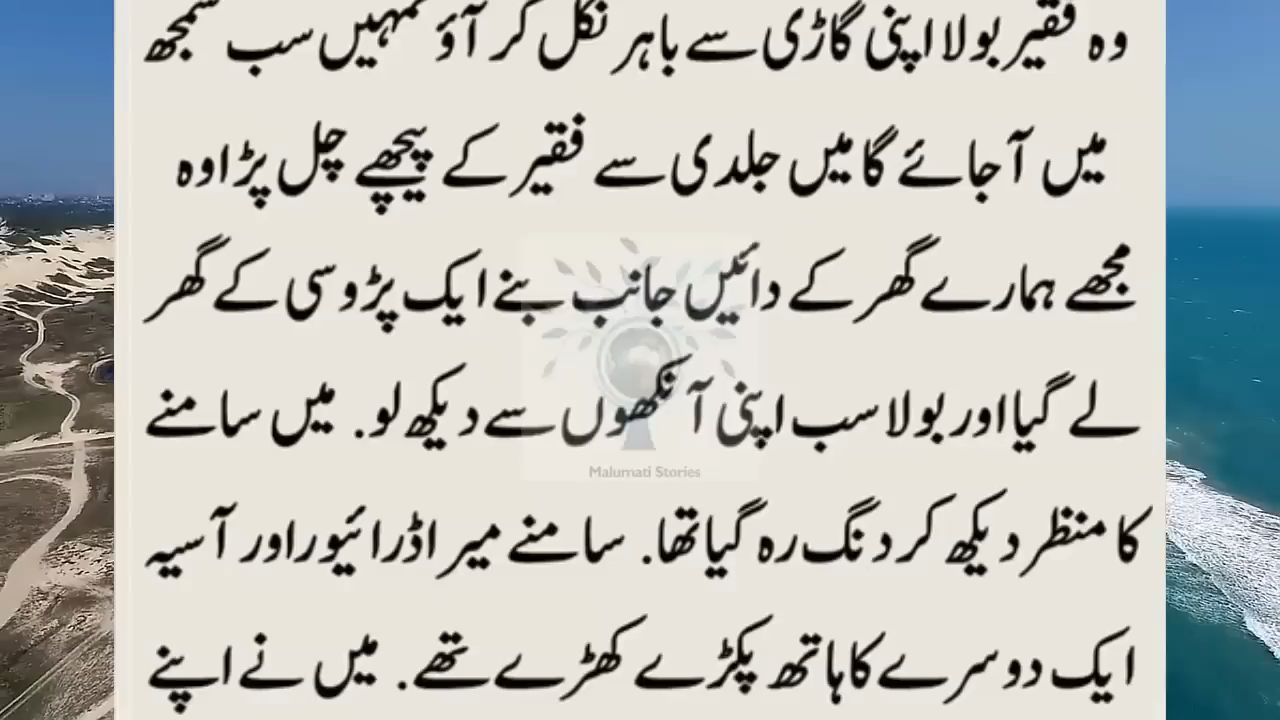 وہ فقیر بولا اپنی گاڑی سے باہر نکل کر آؤ تمہیں سب سمجھ
میں آ جائے گا میں جلدی سے فقیر کے پیچھے چل پڑا وہ
مجھے ہمارے گھر کے دائیں جانب بنے ایک پڑوسی کے گھر
لے گیا اور بولا سب اپنی آنکھوں سے دیکھ لو. میں سامنے
Malumati Stories
کا منظر دیکھ کر دنگ رہ گیا تھا. سامنے میرا ڈرائیور اور آسیہ
ایک دوسرے کا ہاتھ پکڑے کھڑے تھے. میں نے اپنے